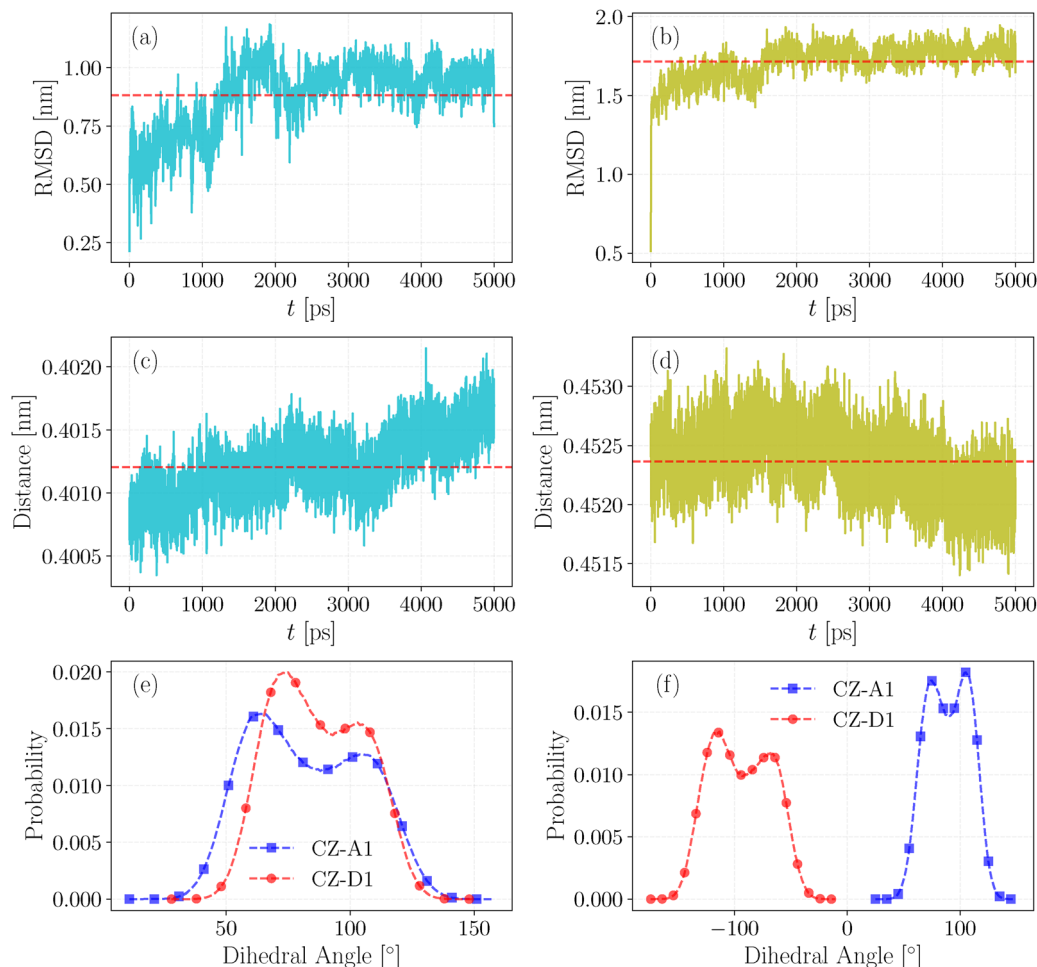 (a)
RMSD [nm]
1.00
0.75
0.50
0.25
0 1000 2000 3000 4000 5000
t [ps]
(b)
RMSD [nm]
2.0
1.5
1.0
0.5
0 1000 2000 3000 4000 5000
t [ps]
(c)
Distance [nm]
0.4020
0.4015
0.4010
0.4005
0 1000 2000 3000 4000 5000
t [ps]
(d)
Distance [nm]
0.4530
0.4525
0.4520
0.4515
0 1000 2000 3000 4000 5000
t [ps]
(e)
Probability
0.020
0.015
0.010
0.005
0.000
CZ-A1
CZ-D1
50 100 150
Dihedral Angle [°]
(f)
Probability
0.015
0.010
0.005
0.000
CZ-A1
CZ-D1
−100 0 100
Dihedral Angle [°]